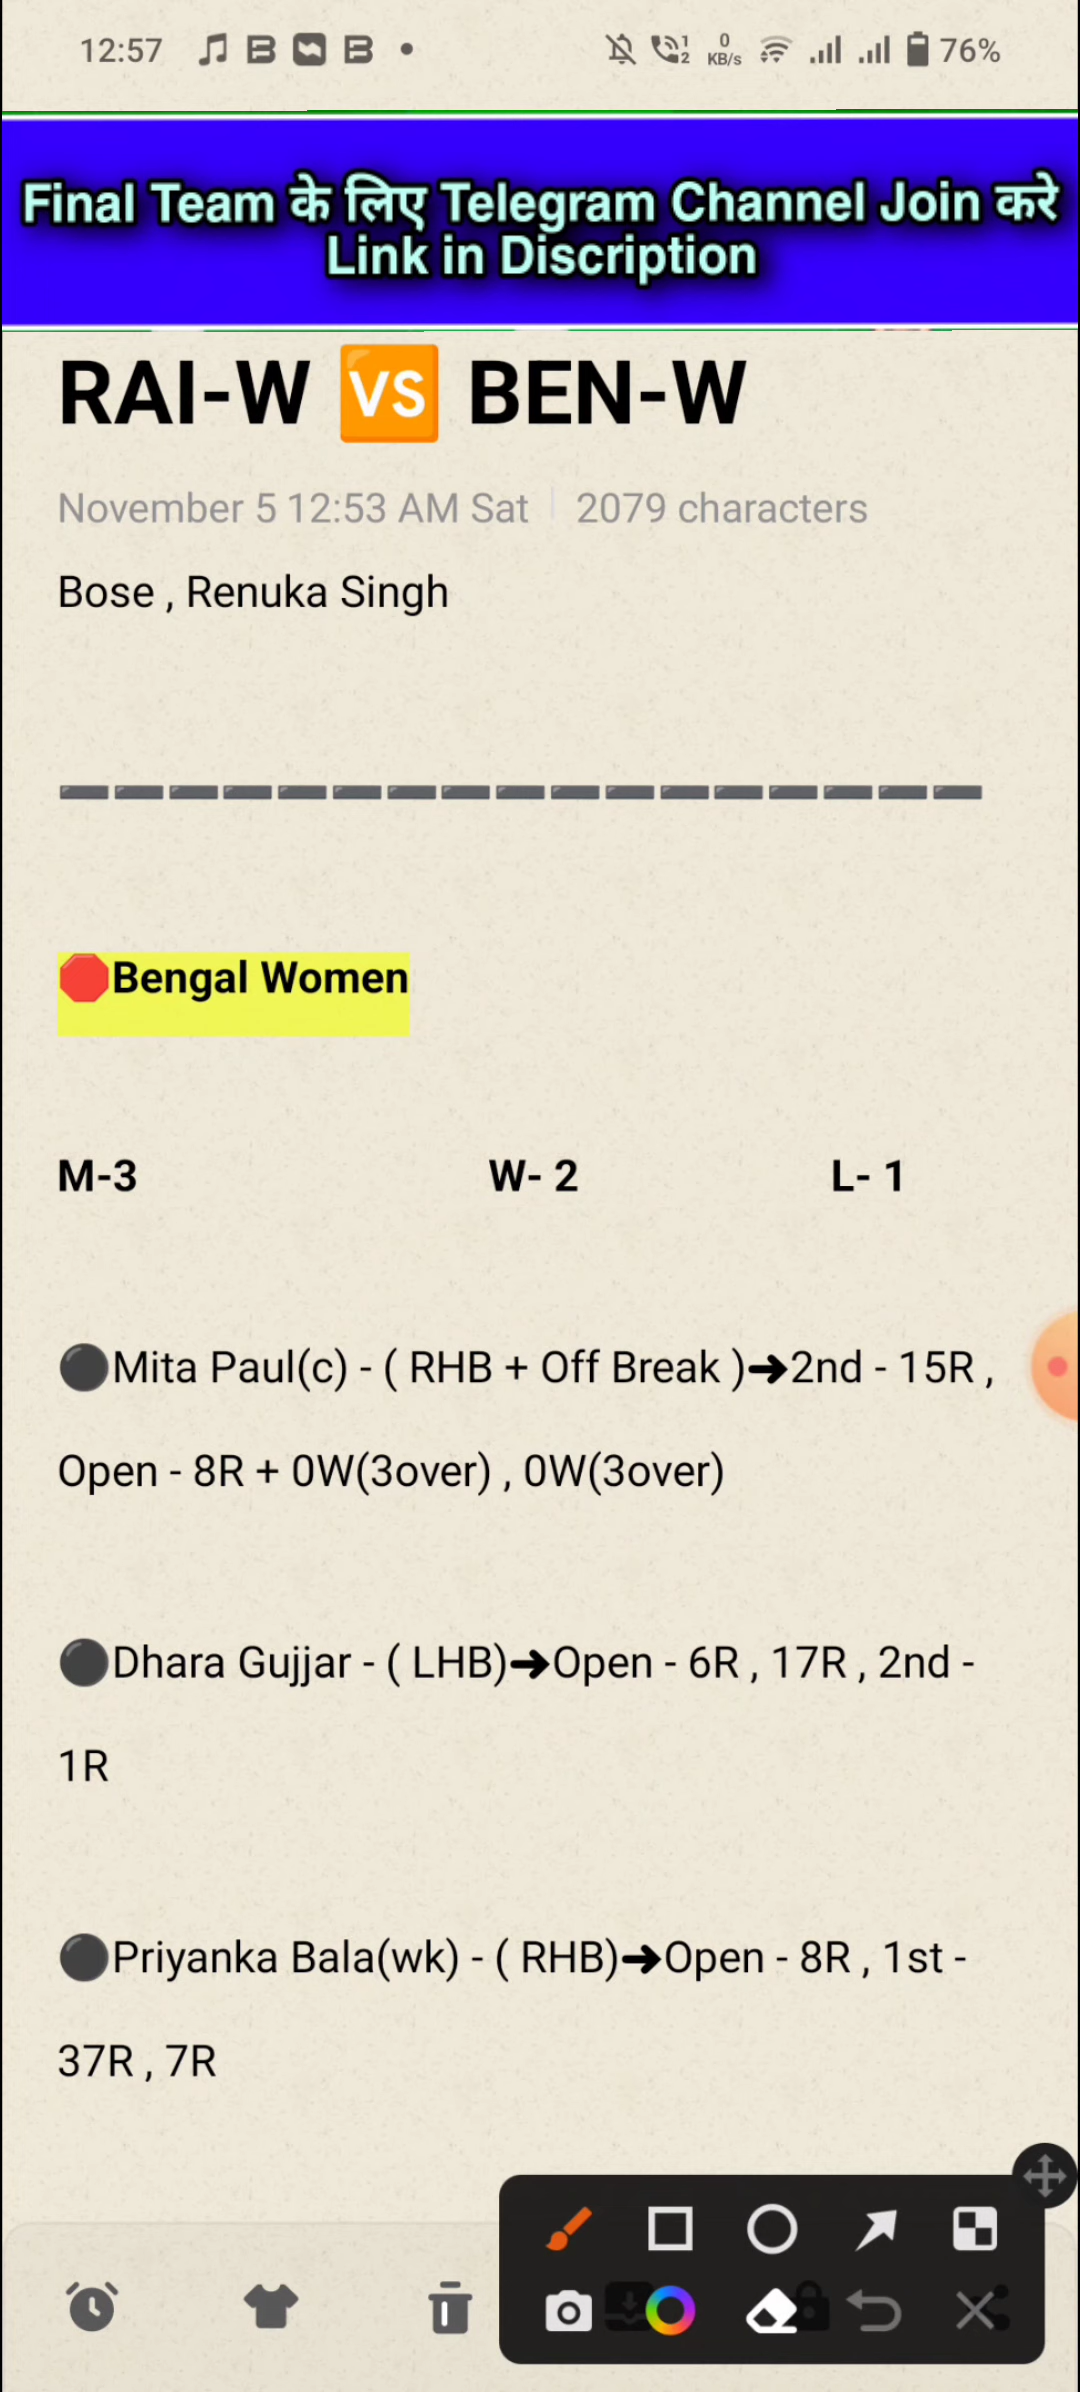 12:57 0 KB/s 76%
Final Team के लिए Telegram Channel Join करे
Link in Discription
RAI-W VS BEN-W
November 5 12:53 AM Sat | 2079 characters
Bose , Renuka Singh
Bengal Women
M-3 W- 2 L- 1
Mita Paul(c) - ( RHB + Off Break )➔2nd - 15R ,
Open - 8R + 0W(3over) , 0W(3over)
Dhara Gujjar - ( LHB)➔Open - 6R , 17R , 2nd -
1R
Priyanka Bala(wk) - ( RHB)➔Open - 8R , 1st -
37R , 7R